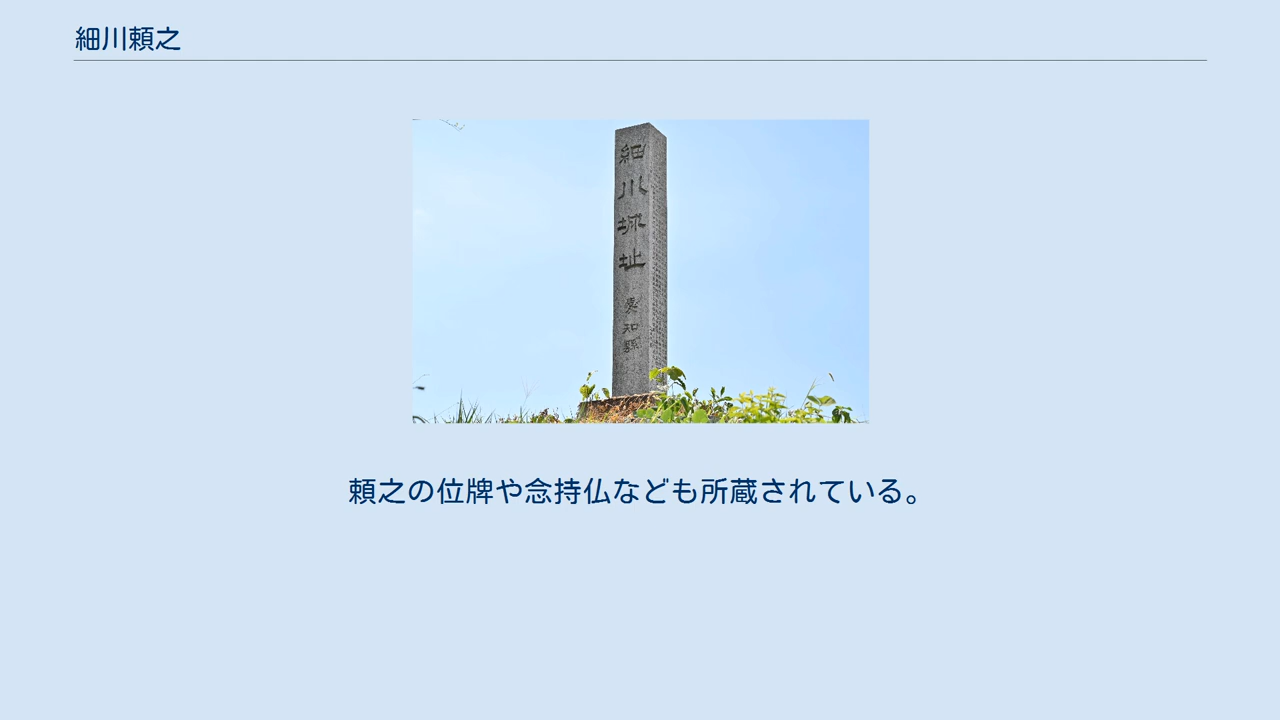 細川頼之
細川城址
愛知縣
頼之の位牌や念持仏なども所蔵されている。